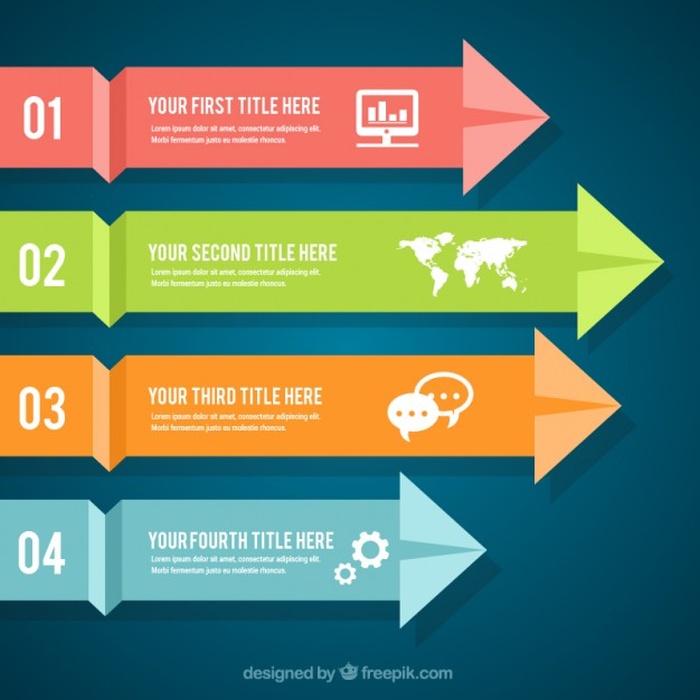 01
YOUR FIRST TITLE HERE
Lorem ipsum dolor sit amet, consectetur adipiscing elit.
Morbi fermentum justo eu euismod rhoncus.
02
YOUR SECOND TITLE HERE
Lorem ipsum dolor sit amet, consectetur adipiscing elit.
Morbi fermentum justo eu euismod rhoncus.
03
YOUR THIRD TITLE HERE
Lorem ipsum dolor sit amet, consectetur adipiscing elit.
Morbi fermentum justo eu euismod rhoncus.
04
YOUR FOURTH TITLE HERE
Lorem ipsum dolor sit amet, consectetur adipiscing elit.
Morbi fermentum justo eu euismod rhoncus.
designed by freepik.com